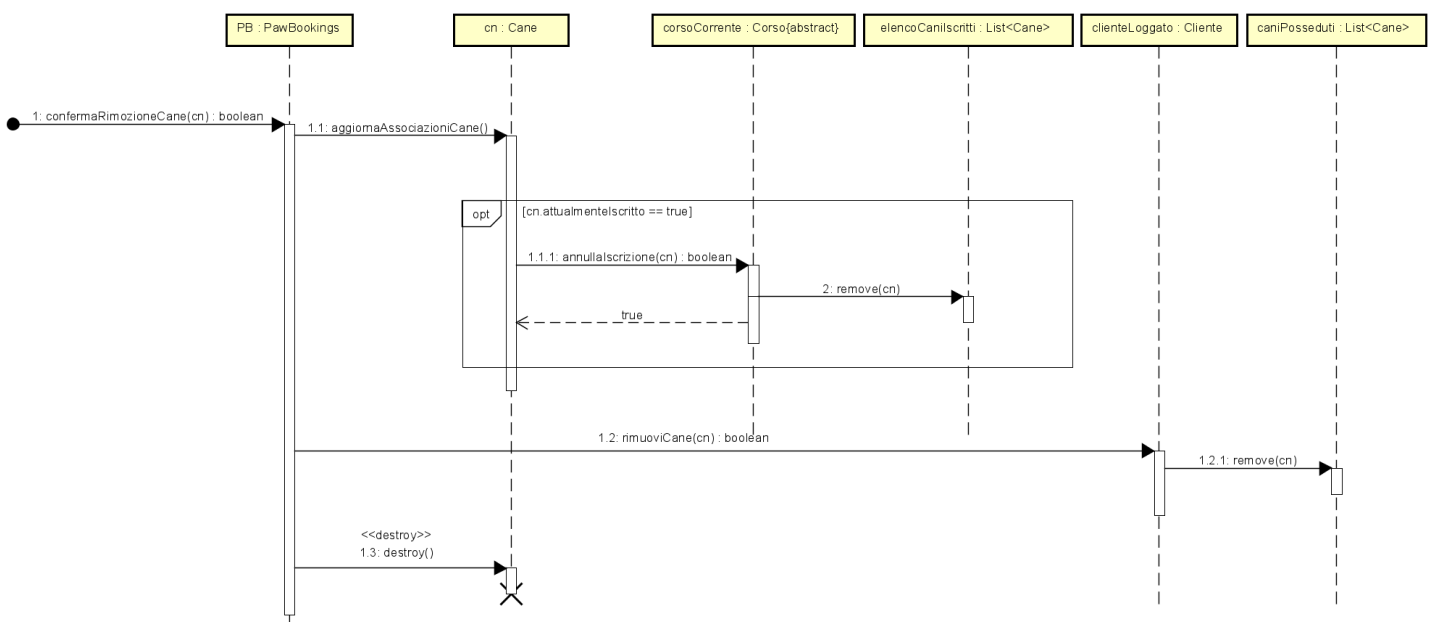 PB : PawBookings
cn : Cane
corsoCorrente : Corso{abstract}
elencoCaniIscritti : List<Cane>
clienteLoggato : Cliente
caniPosseduti : List<Cane>
1: confermaRimozioneCane(cn) : boolean
1.1: aggiornaAssociazioniCane()
opt
[cn.attualmenteIscritto == true]
1.1.1: annullaIscrizione(cn) : boolean
2: remove(cn)
true
1.2: rimuoviCane(cn) : boolean
1.2.1: remove(cn)
<<destroy>>
1.3: destroy()